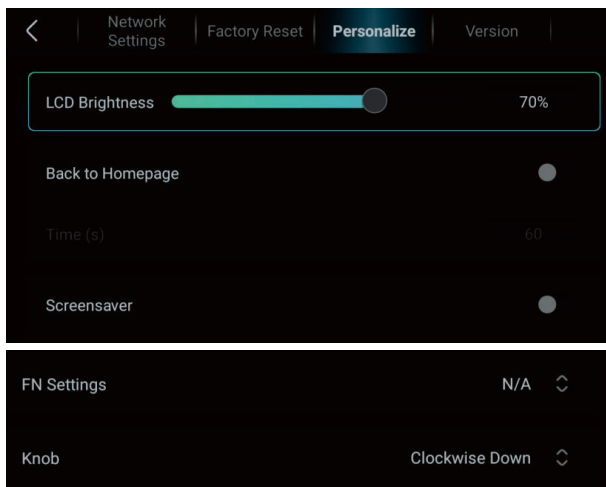 Network Settings Factory Reset Personalize Version
LCD Brightness 70%
Back to Homepage
Time (s) 60
Screensaver
FN Settings N/A
Knob Clockwise Down